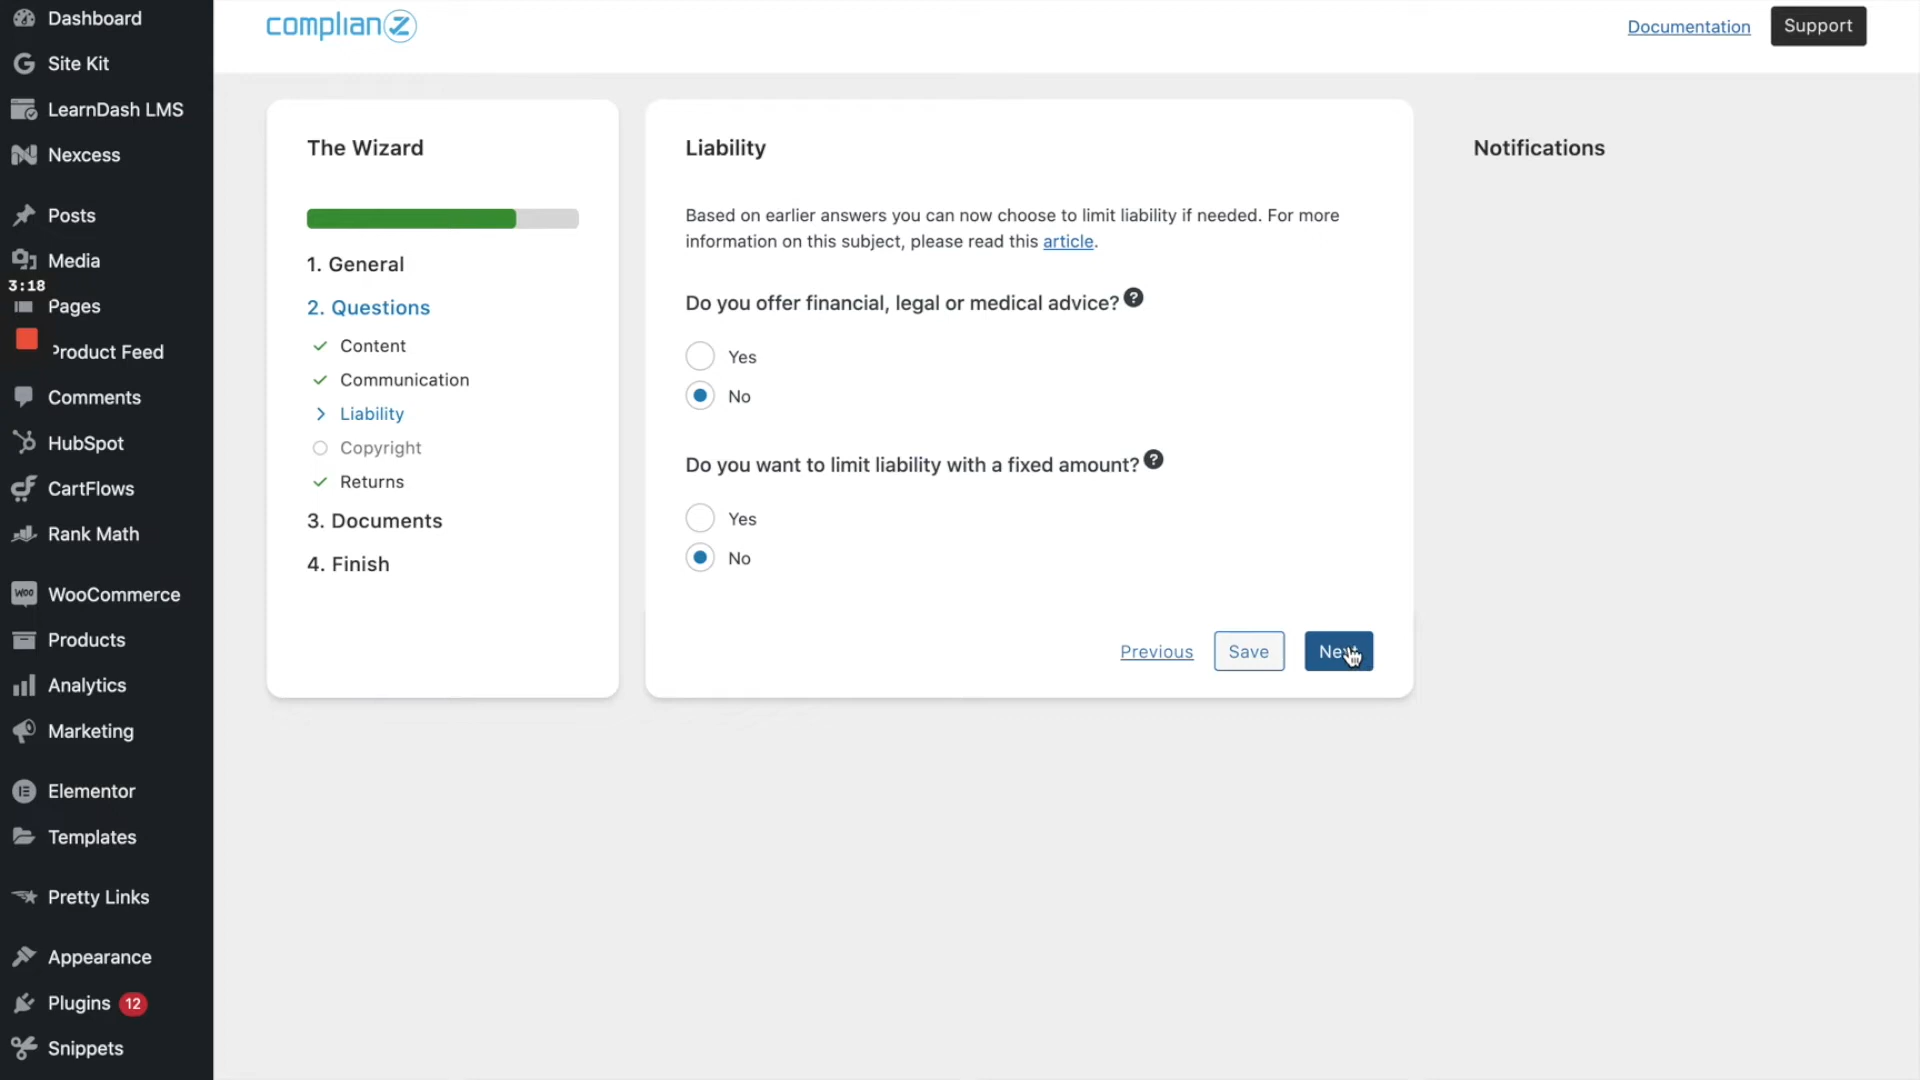 Dashboard
Site Kit
LearnDash LMS
Nexcess
Posts
Media
3:18
Pages
Product Feed
Comments
HubSpot
CartFlows
Rank Math
WOO
WooCommerce
Products
Analytics
Marketing
Elementor
Templates
Pretty Links
Appearance
Plugins 12
Snippets
complianz
Documentation
Support
The Wizard
1. General
2. Questions
Content
Communication
Liability
Copyright
Returns
3. Documents
4. Finish
Liability
Based on earlier answers you can now choose to limit liability if needed. For more
information on this subject, please read this article.
Do you offer financial, legal or medical advice? ?
Yes
No
Do you want to limit liability with a fixed amount? ?
Yes
No
Previous
Save
Next
Notifications